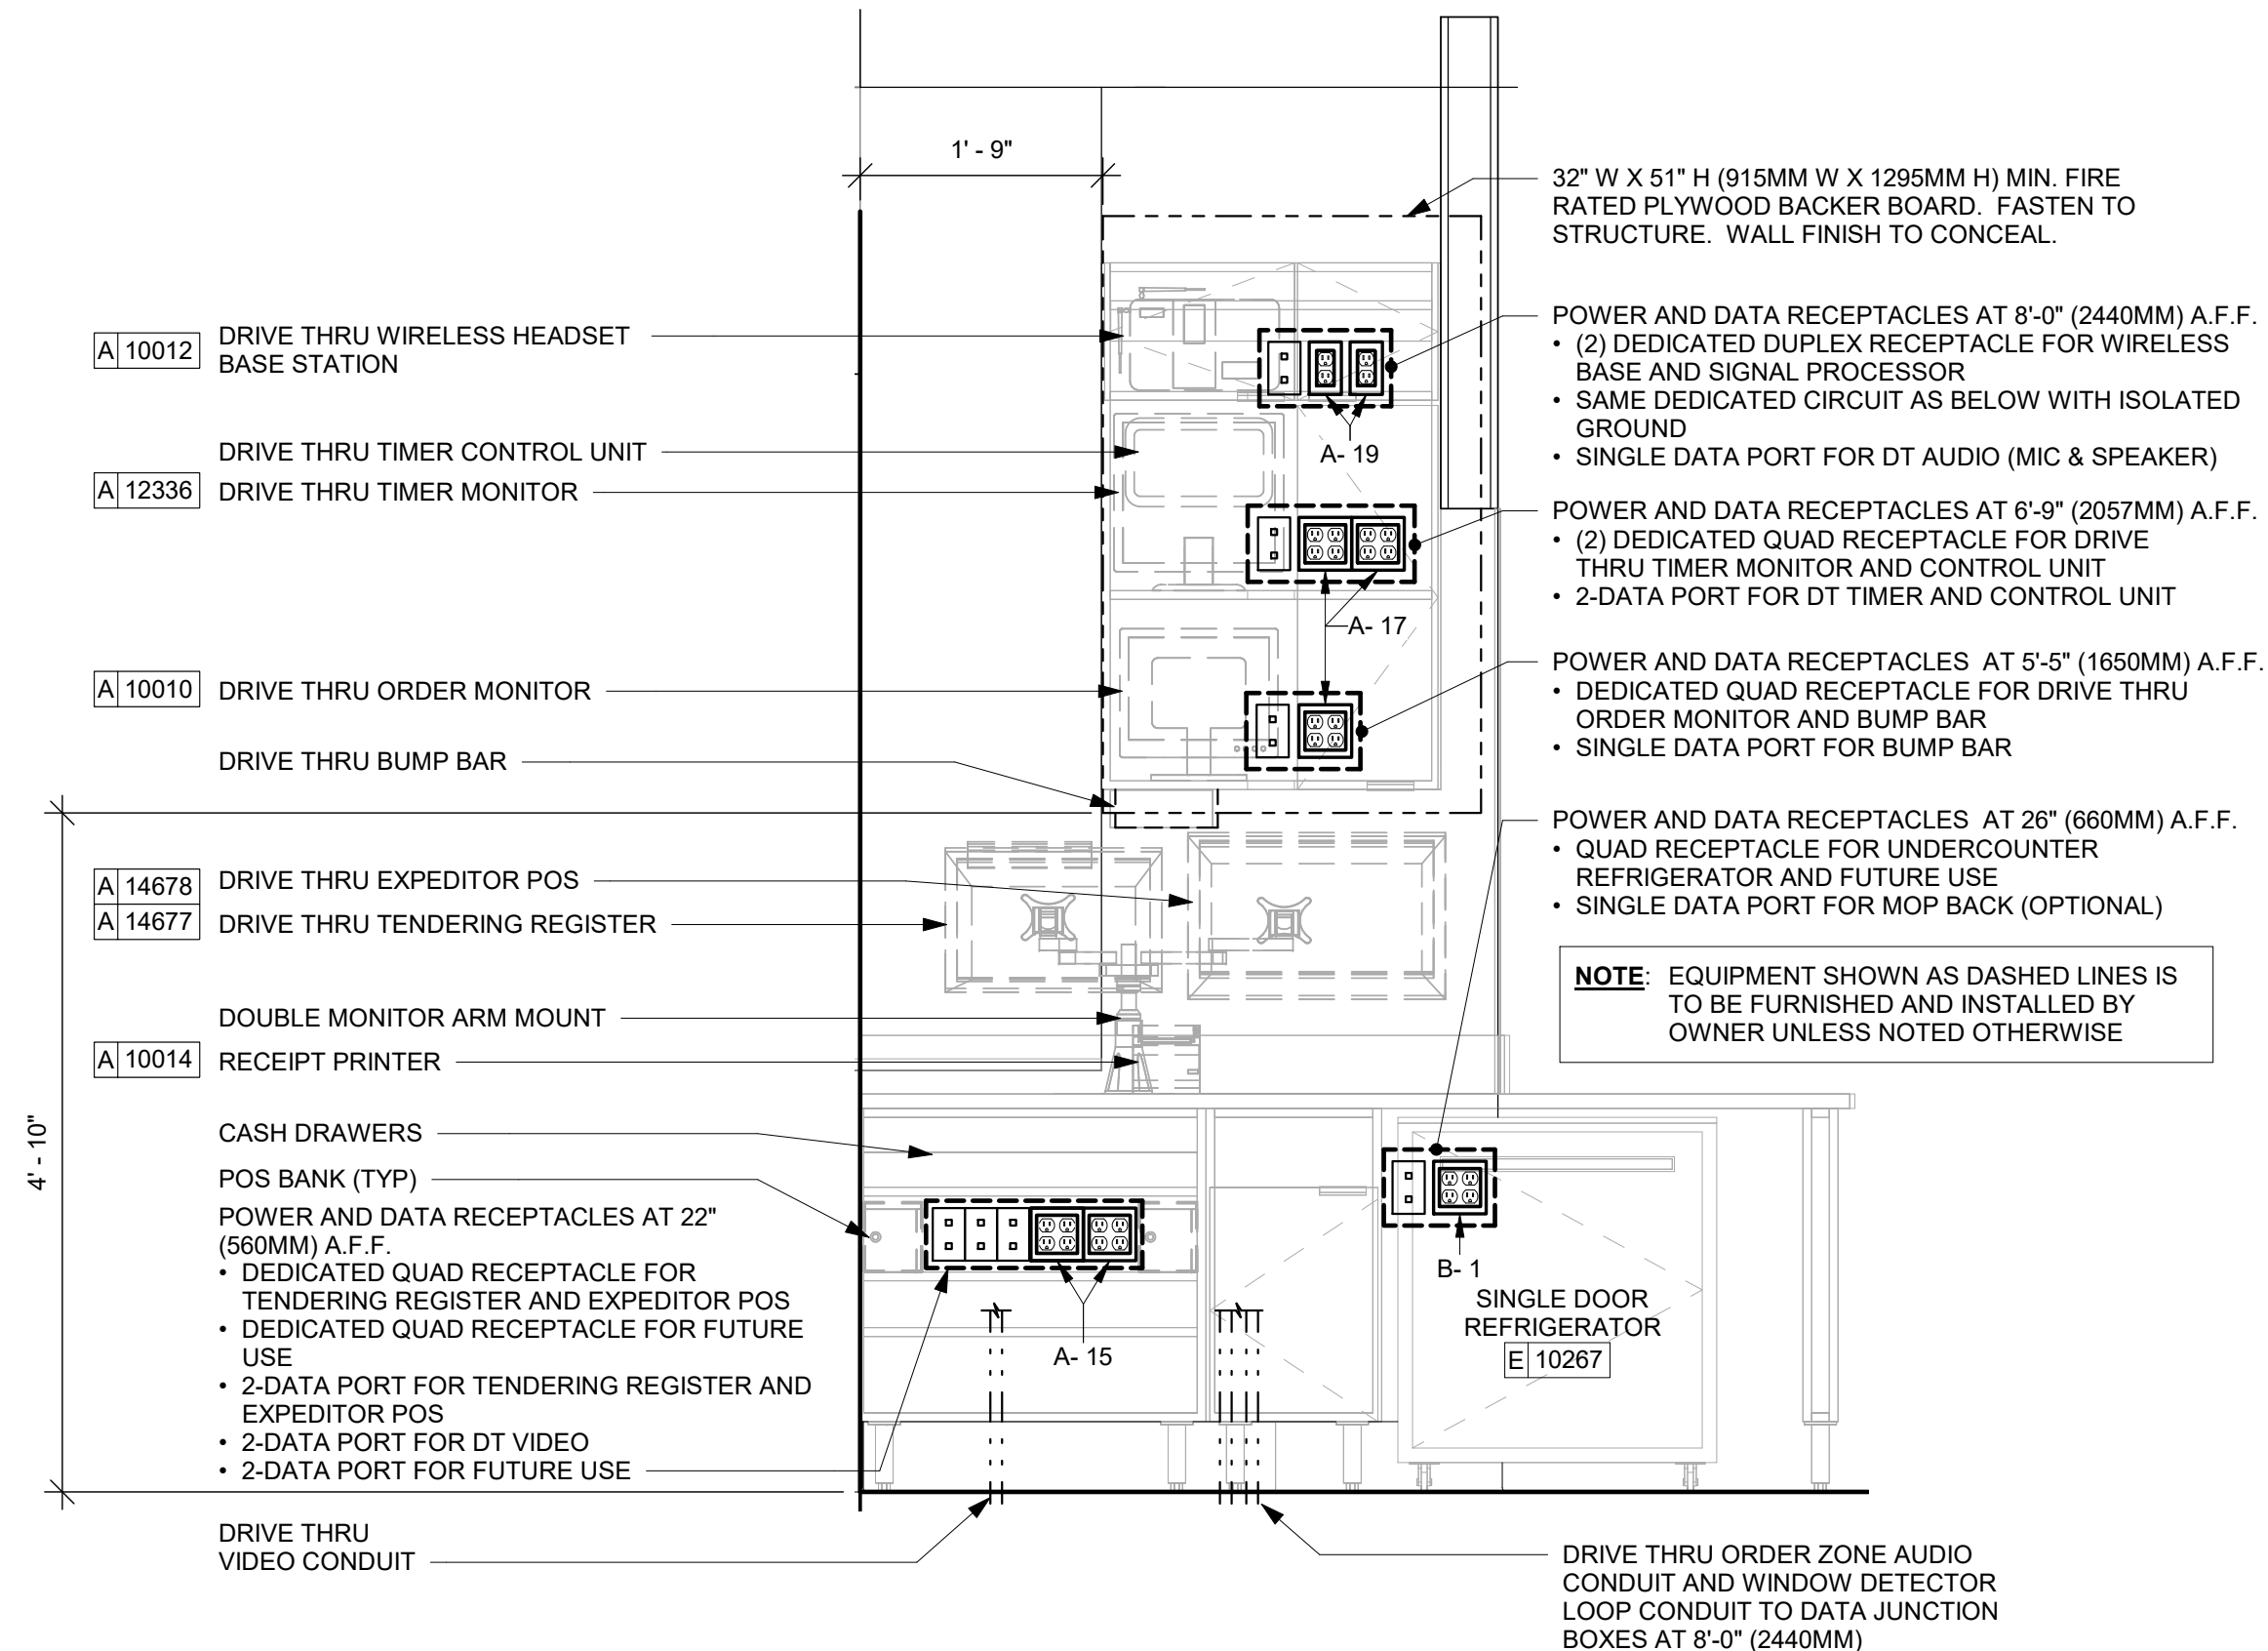 1' - 9"
32" W X 51" H (915MM W X 1295MM H) MIN. FIRE
RATED PLYWOOD BACKER BOARD.  FASTEN TO
STRUCTURE.  WALL FINISH TO CONCEAL.
A 10012
DRIVE THRU WIRELESS HEADSET
BASE STATION
DRIVE THRU TIMER CONTROL UNIT
A 12336
DRIVE THRU TIMER MONITOR
A 10010
DRIVE THRU ORDER MONITOR
DRIVE THRU BUMP BAR
A 14678
DRIVE THRU EXPEDITOR POS
A 14677
DRIVE THRU TENDERING REGISTER
DOUBLE MONITOR ARM MOUNT
A 10014
RECEIPT PRINTER
CASH DRAWERS
POS BANK (TYP)
POWER AND DATA RECEPTACLES AT 22"
(560MM) A.F.F.
• DEDICATED QUAD RECEPTACLE FOR
TENDERING REGISTER AND EXPEDITOR POS
• DEDICATED QUAD RECEPTACLE FOR FUTURE
USE
• 2-DATA PORT FOR TENDERING REGISTER AND
EXPEDITOR POS
• 2-DATA PORT FOR DT VIDEO
• 2-DATA PORT FOR FUTURE USE
4' - 10"
DRIVE THRU
VIDEO CONDUIT
A- 19
A- 17
A- 15
B- 1
SINGLE DOOR
REFRIGERATOR
E 10267
POWER AND DATA RECEPTACLES AT 8'-0" (2440MM) A.F.F.
• (2) DEDICATED DUPLEX RECEPTACLE FOR WIRELESS
BASE AND SIGNAL PROCESSOR
• SAME DEDICATED CIRCUIT AS BELOW WITH ISOLATED
GROUND
• SINGLE DATA PORT FOR DT AUDIO (MIC & SPEAKER)
POWER AND DATA RECEPTACLES AT 6'-9" (2057MM) A.F.F.
• (2) DEDICATED QUAD RECEPTACLE FOR DRIVE
THRU TIMER MONITOR AND CONTROL UNIT
• 2-DATA PORT FOR DT TIMER AND CONTROL UNIT
POWER AND DATA RECEPTACLES  AT 5'-5" (1650MM) A.F.F.
• DEDICATED QUAD RECEPTACLE FOR DRIVE THRU
ORDER MONITOR AND BUMP BAR
• SINGLE DATA PORT FOR BUMP BAR
POWER AND DATA RECEPTACLES  AT 26" (660MM) A.F.F.
• QUAD RECEPTACLE FOR UNDERCOUNTER
REFRIGERATOR AND FUTURE USE
• SINGLE DATA PORT FOR MOP BACK (OPTIONAL)
NOTE: EQUIPMENT SHOWN AS DASHED LINES IS
TO BE FURNISHED AND INSTALLED BY
OWNER UNLESS NOTED OTHERWISE
DRIVE THRU ORDER ZONE AUDIO
CONDUIT AND WINDOW DETECTOR
LOOP CONDUIT TO DATA JUNCTION
BOXES AT 8'-0" (2440MM)